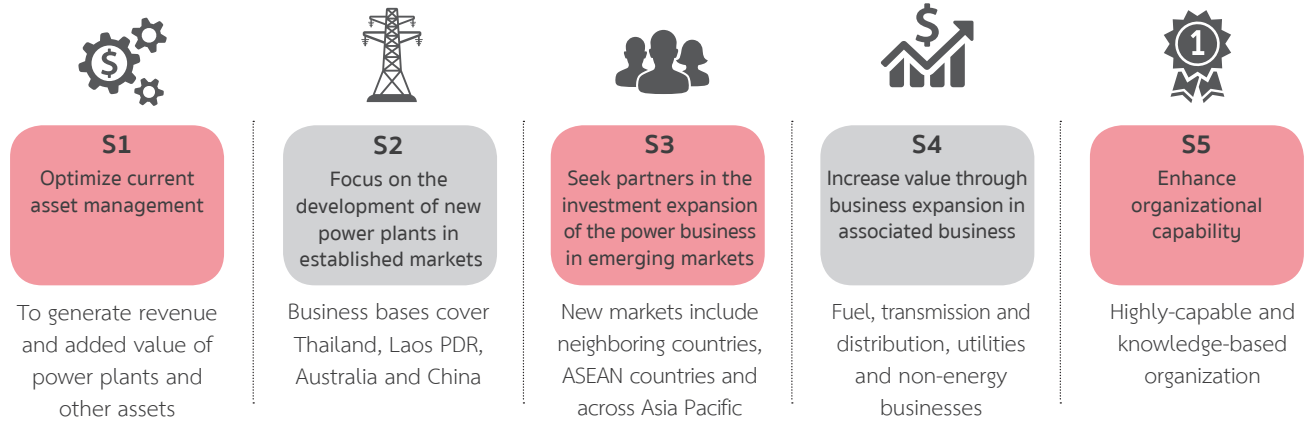 $
$
1
S1
Optimize current
asset management
To generate revenue
and added value of
power plants and
other assets
S2
Focus on the
development of new
power plants in
established markets
Business bases cover
Thailand, Laos PDR,
Australia and China
S3
Seek partners in the
investment expansion
of the power business
in emerging markets
New markets include
neighboring countries,
ASEAN countries and
across Asia Pacific
S4
Increase value through
business expansion in
associated business
Fuel, transmission and
distribution, utilities
and non-energy
businesses
S5
Enhance
organizational
capability
Highly-capable and
knowledge-based
organization